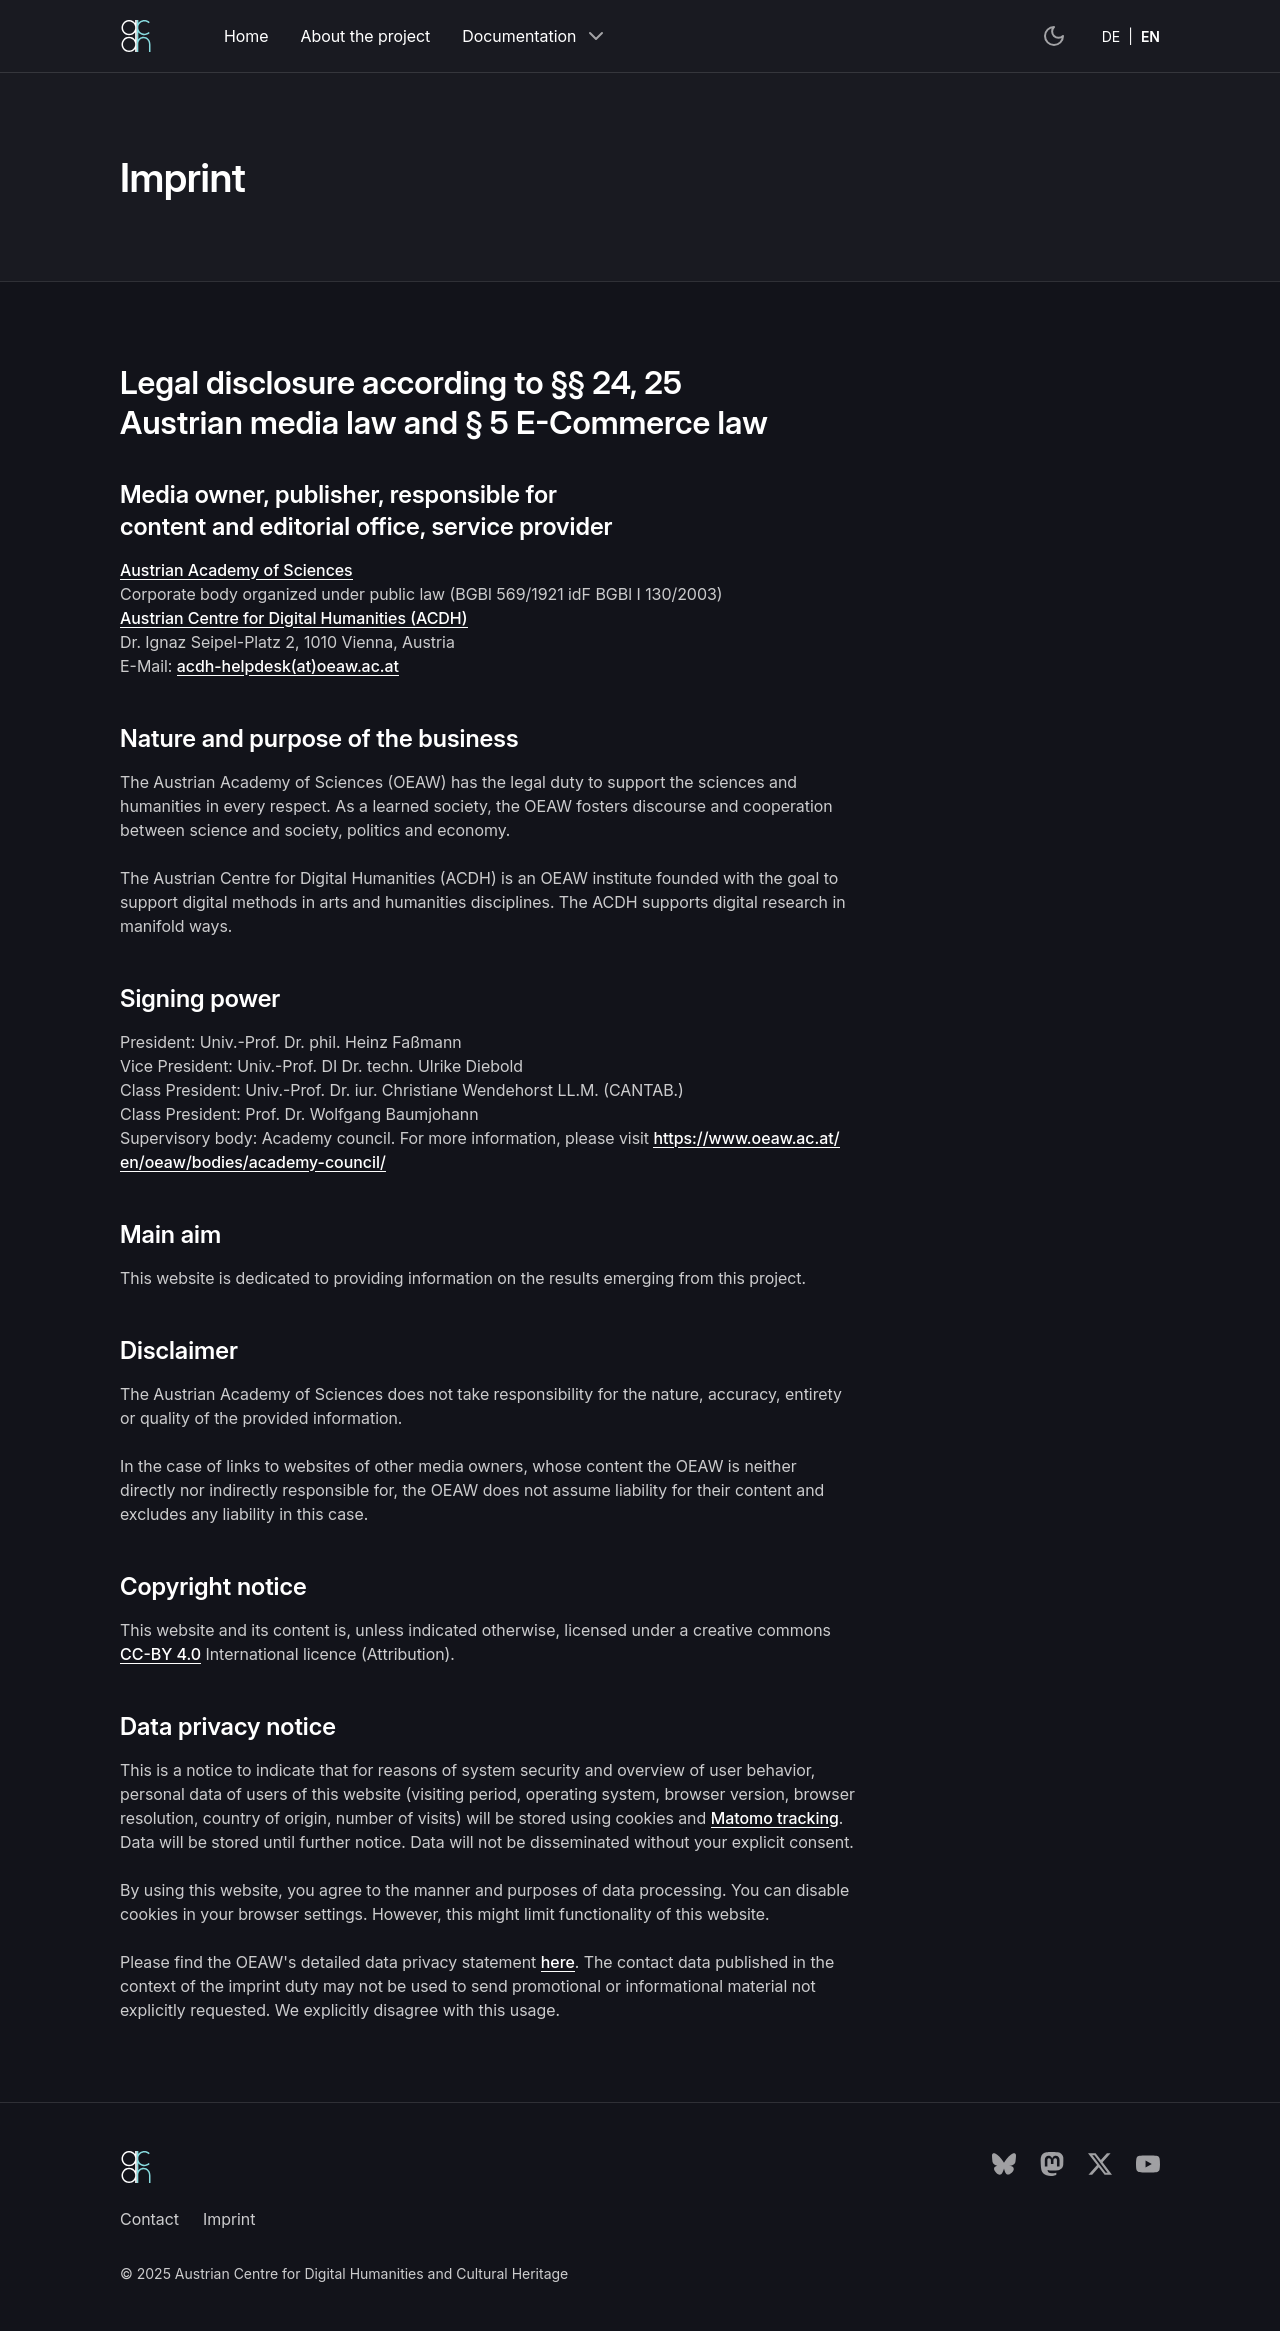 Home
About the project
Documentation
DE | EN
Imprint
Legal disclosure according to §§ 24, 25
Austrian media law and § 5 E-Commerce law
Media owner, publisher, responsible for
content and editorial office, service provider
Austrian Academy of Sciences
Corporate body organized under public law (BGBl 569/1921 idF BGBl I 130/2003)
Austrian Centre for Digital Humanities (ACDH)
Dr. Ignaz Seipel-Platz 2, 1010 Vienna, Austria
E-Mail: acdh-helpdesk(at)oeaw.ac.at
Nature and purpose of the business
The Austrian Academy of Sciences (OEAW) has the legal duty to support the sciences and
humanities in every respect. As a learned society, the OEAW fosters discourse and cooperation
between science and society, politics and economy.
The Austrian Centre for Digital Humanities (ACDH) is an OEAW institute founded with the goal to
support digital methods in arts and humanities disciplines. The ACDH supports digital research in
manifold ways.
Signing power
President: Univ.-Prof. Dr. phil. Heinz Faßmann
Vice President: Univ.-Prof. DI Dr. techn. Ulrike Diebold
Class President: Univ.-Prof. Dr. iur. Christiane Wendehorst LL.M. (CANTAB.)
Class President: Prof. Dr. Wolfgang Baumjohann
Supervisory body: Academy council. For more information, please visit https://www.oeaw.ac.at/
en/oeaw/bodies/academy-council/
Main aim
This website is dedicated to providing information on the results emerging from this project.
Disclaimer
The Austrian Academy of Sciences does not take responsibility for the nature, accuracy, entirety
or quality of the provided information.
In the case of links to websites of other media owners, whose content the OEAW is neither
directly nor indirectly responsible for, the OEAW does not assume liability for their content and
excludes any liability in this case.
Copyright notice
This website and its content is, unless indicated otherwise, licensed under a creative commons
CC-BY 4.0 International licence (Attribution).
Data privacy notice
This is a notice to indicate that for reasons of system security and overview of user behavior,
personal data of users of this website (visiting period, operating system, browser version, browser
resolution, country of origin, number of visits) will be stored using cookies and Matomo tracking.
Data will be stored until further notice. Data will not be disseminated without your explicit consent.
By using this website, you agree to the manner and purposes of data processing. You can disable
cookies in your browser settings. However, this might limit functionality of this website.
Please find the OEAW's detailed data privacy statement here. The contact data published in the
context of the imprint duty may not be used to send promotional or informational material not
explicitly requested. We explicitly disagree with this usage.
Contact
Imprint
© 2025 Austrian Centre for Digital Humanities and Cultural Heritage